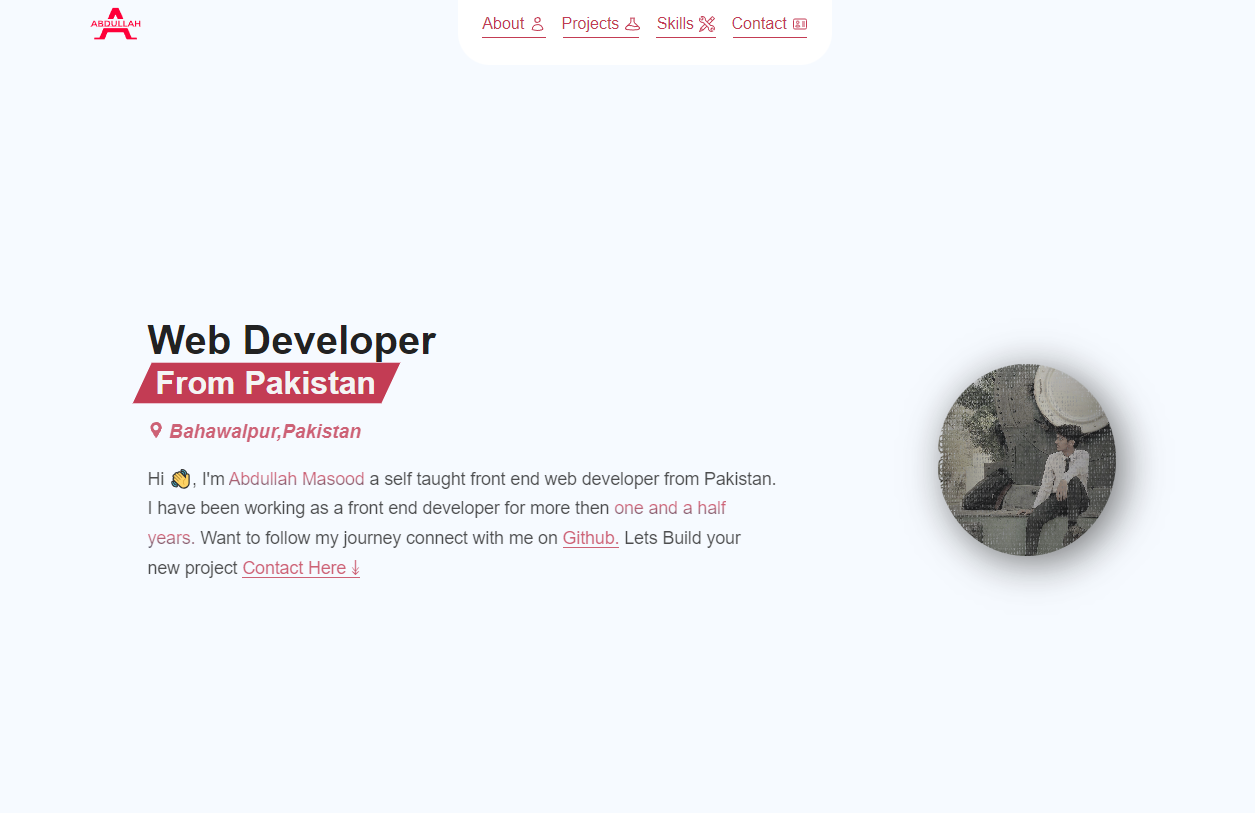 ABDULLAH
About Projects Skills Contact
Web Developer
From Pakistan
Bahawalpur,Pakistan
Hi 👋, I'm Abdullah Masood a self taught front end web developer from Pakistan.
I have been working as a front end developer for more then one and a half
years. Want to follow my journey connect with me on Github. Lets Build your
new project Contact Here ↓